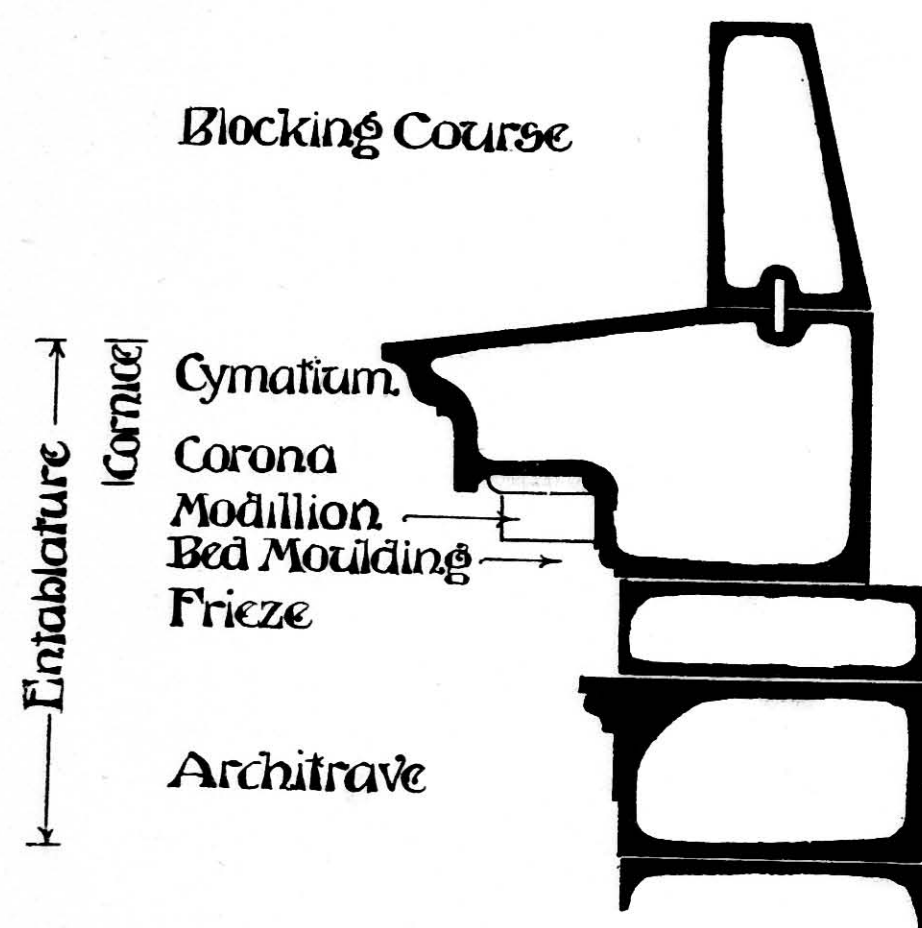 Blocking Course
Entablature
Cornice
Cymatium
Corona
Modillion
Bed Moulding
Frieze
Architrave